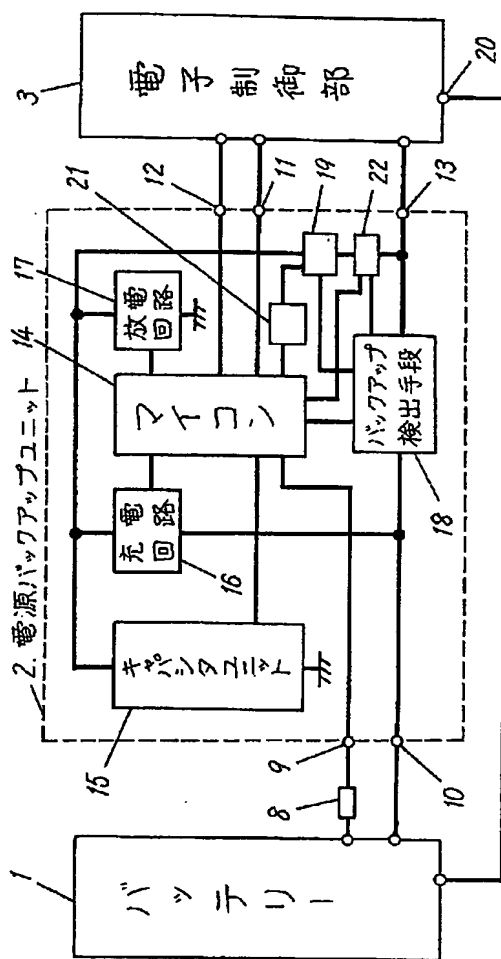 2. 電源バックアップユニット
1
バッテリー
8
9
10
15
キャパシタユニット
16
充電回路
14
マイコン
17
放電回路
21
19
22
18
バックアップ検出手段
12
11
13
3
電子制御部
20